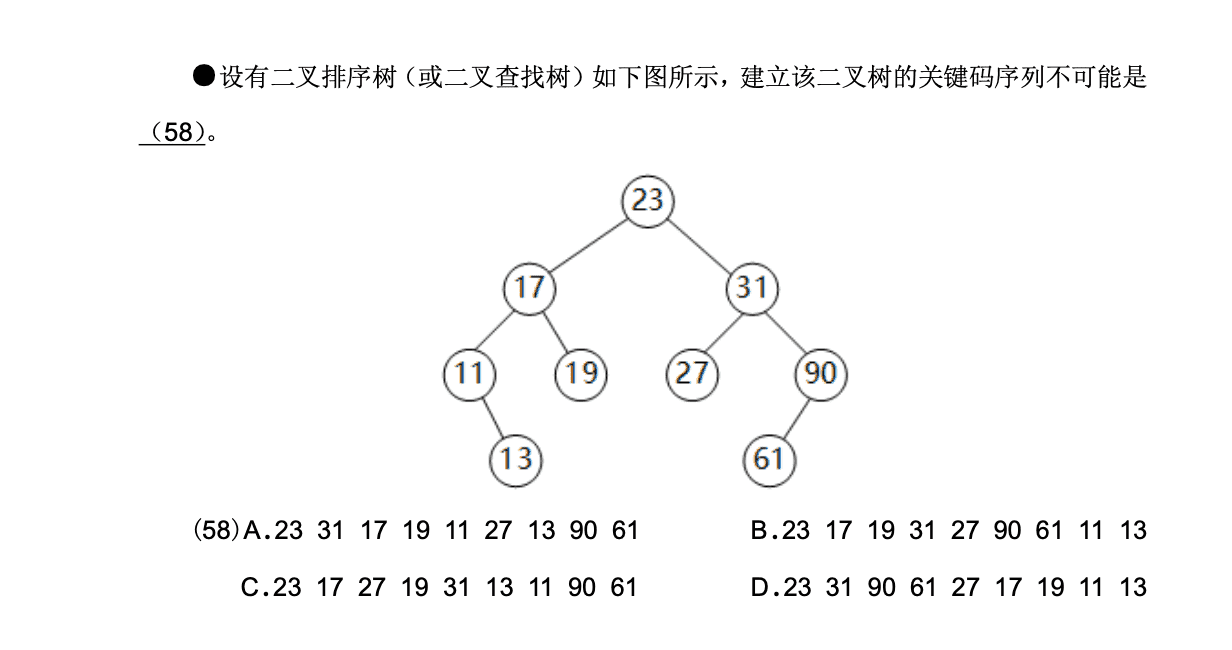 ●设有二叉排序树（或二叉查找树）如下图所示，建立该二叉树的关键码序列不可能是
（58）。
23
17 31
11 19 27 90
13 61
(58)A.23 31 17 19 11 27 13 90 61 B.23 17 19 31 27 90 61 11 13
C.23 17 27 19 31 13 11 90 61 D.23 31 90 61 27 17 19 11 13